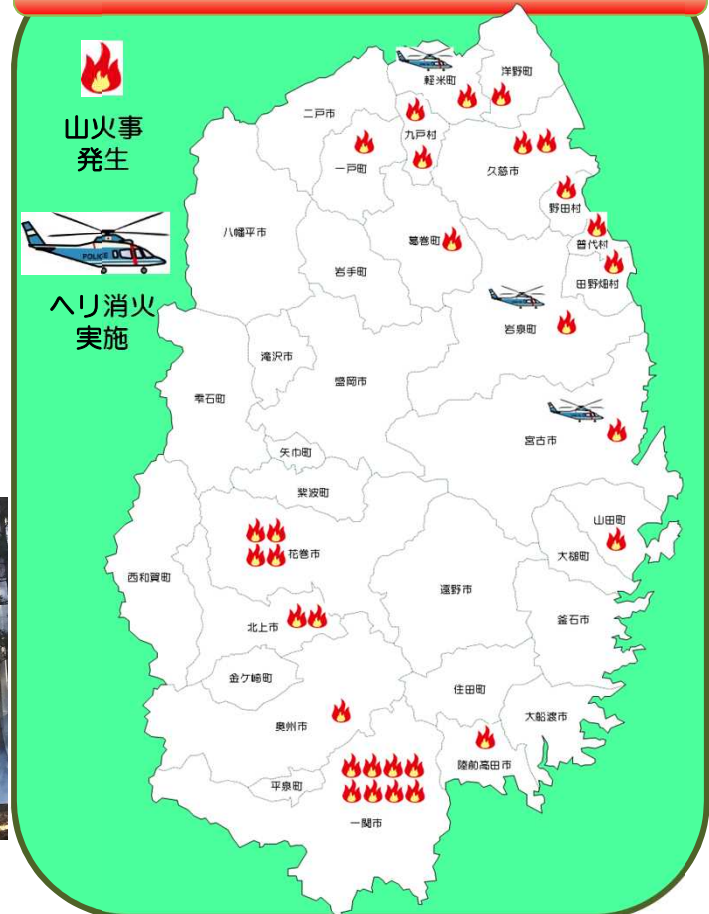 山火事
発生
POLICE
ヘリ消火
実施
洋野町
軽米町
二戸市
九戸村
一戸町
久慈市
野田村
八幡平市
葛巻町
普代村
岩手町
田野畑村
岩泉町
滝沢市
盛岡市
雫石町
宮古市
矢巾町
紫波町
山田町
花巻市
大槌町
西和賀町
遠野市
釜石市
北上市
金ケ崎町
住田町
大船渡市
奥州市
陸前高田市
平泉町
一関市